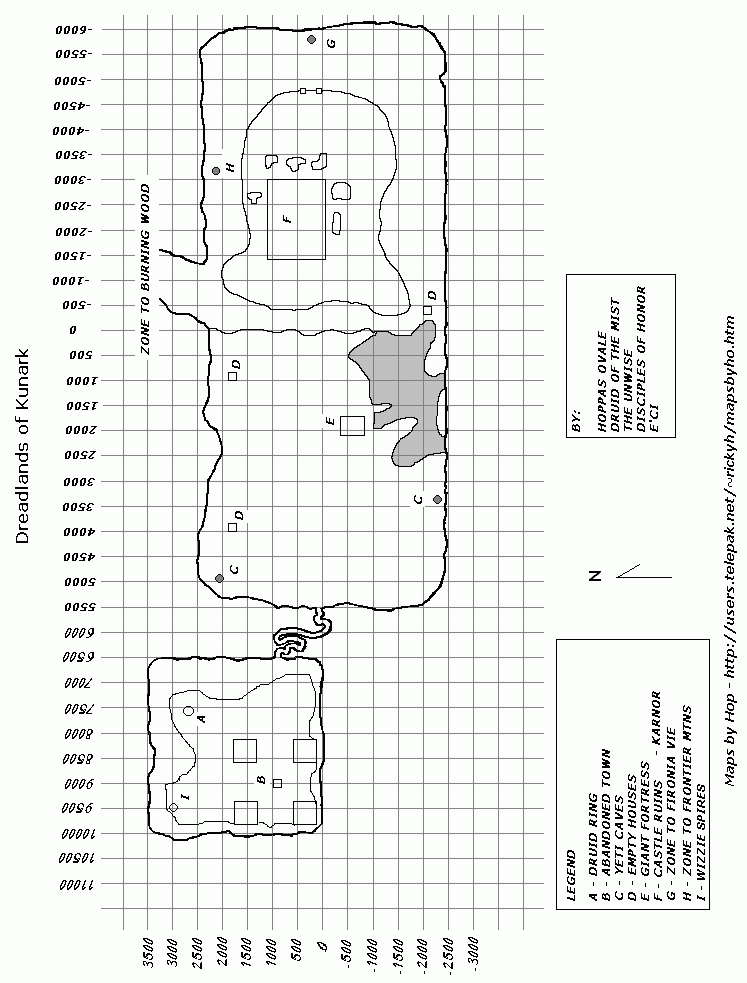 Dreadlands of Kunark
-6000
-5500
-5000
-4500
-4000
-3500
-3000
-2500
-2000
-1500
-1000
-500
0
500
1000
1500
2000
2500
3000
3500
4000
4500
5000
5500
6000
6500
7000
7500
8000
8500
9000
9500
10000
10500
11000
ZONE TO BURNING WOOD
G
H
F
D
D
E
D
C
C
A
B
I
3500
3000
2500
2000
1500
1000
500
0
-500
-1000
-1500
-2000
-2500
-3000
BY:
HOPPAS OVALE
DRUID OF THE MIST
THE UNWISE
DISCIPLES OF HONOR
E'CI
N
LEGEND
A - DRUID RING
B - ABANDONED TOWN
C - YETI CAVES
D - EMPTY HOUSES
E - GIANT FORTRESS
F - CASTLE RUINS - KARNOR
G - ZONE TO FIRONIA VIE
H - ZONE TO FRONTIER MTNS
I - WIZZIE SPIRES
Maps by Hop - http://users.telepak.net/~rickyh/mapsbyho.htm